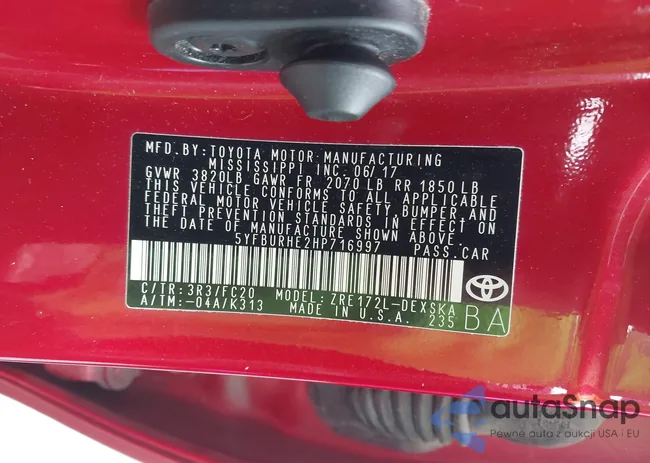 MFD.BY:TOYOTA MOTOR MANUFACTURING
MISSISSIPPI INC. 06/17
GVWR 3820LB GAWR FR 2070 LB RR 1850 LB
THIS VEHICLE CONFORMS TO ALL APPLICABLE
FEDERAL MOTOR VEHICLE SAFETY, BUMPER, AND
THEFT PREVENTION STANDARDS IN EFFECT ON
THE DATE OF MANUFACTURE SHOWN ABOVE.
5YFBURHE2HP716997 PASS.CAR
C/TR:3R3/FC20 MODEL: ZRE172L-DEXSKA
A/TM:-04A/K313 MADE IN U.S.A. 235 BA
autoSnap
Pewne auta z aukcji USA i EU